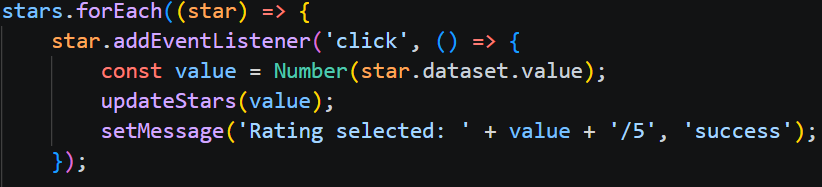 stars.forEach((star) => {
    star.addEventListener('click', () => {
        const value = Number(star.dataset.value);
        updateStars(value);
        setMessage('Rating selected: ' + value + '/5', 'success');
    });